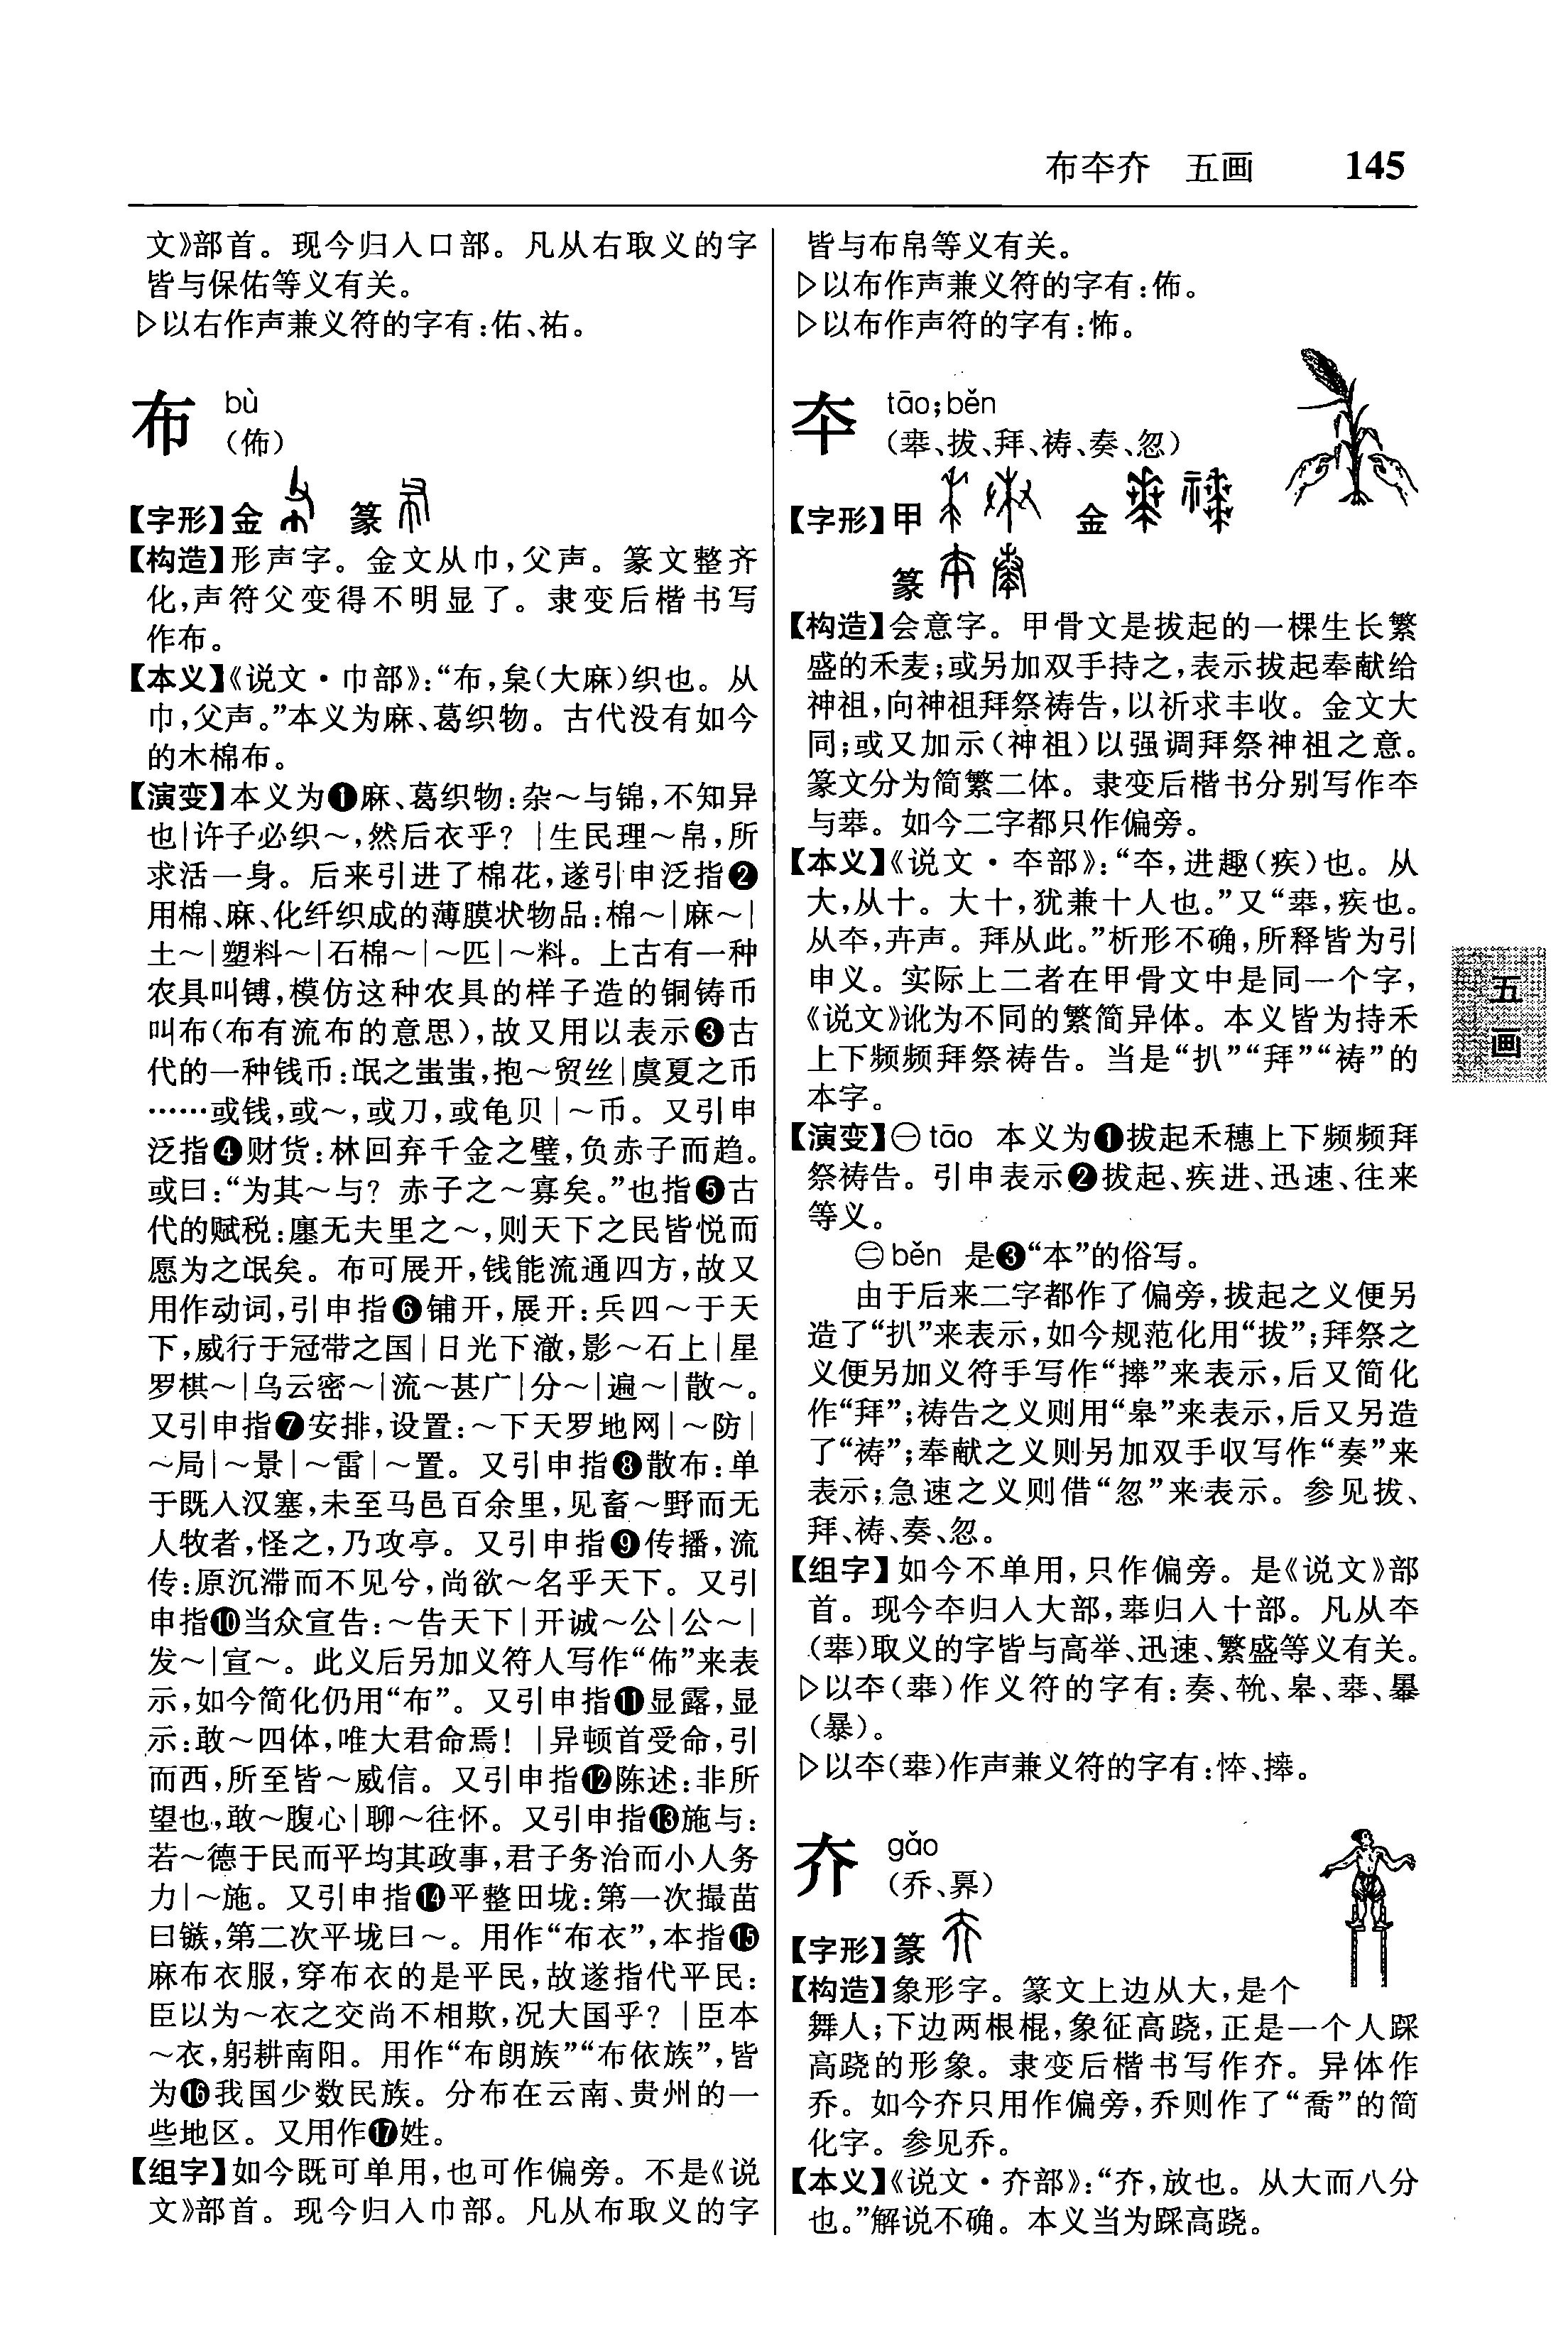 布夲夰 五画 145
文》部首。现今归入口部。凡从右取义的字
皆与保佑等义有关。
▷以右作声兼义符的字有:佑、祐。
布 bù
(佈)
【字形】金 篆
【构造】形声字。金文从巾,父声。篆文整齐
化,声符父变得不明显了。隶变后楷书写
作布。
【本义】《说文·巾部》:“布,枲(大麻)织也。从
巾,父声。”本义为麻、葛织物。古代没有如今
的木棉布。
【演变】本义为❶麻、葛织物:杂～与锦,不知异
也|许子必织～,然后衣乎? |生民理～帛,所
求活一身。后来引进了棉花,遂引申泛指❷
用棉、麻、化纤织成的薄膜状物品:棉～|麻～|
土～|塑料～|石棉～|～匹|～料。上古有一种
农具叫镈,模仿这种农具的样子造的铜铸币
叫布(布有流布的意思),故又用以表示❸古
代的一种钱币:氓之蚩蚩,抱～贸丝|虞夏之币
……或钱,或～,或刀,或龟贝|～币。又引申
泛指❹财货:林回弃千金之璧,负赤子而趋。
或曰:“为其～与? 赤子之～寡矣。”也指❺古
代的赋税:廛无夫里之～,则天下之民皆悦而
愿为之氓矣。布可展开,钱能流通四方,故又
用作动词,引申指❻铺开,展开:兵四～于天
下,威行于冠带之国|日光下澈,影～石上|星
罗棋～|乌云密～|流～甚广|分～|遍～|散～。
又引申指❼安排,设置:～下天罗地网|～防|
～局|～景|～雷|～置。又引申指❽散布:单
于既入汉塞,未至马邑百余里,见畜～野而无
人牧者,怪之,乃攻亭。又引申指❾传播,流
传:原沉滞而不见兮,尚欲～名乎天下。又引
申指❿当众宣告:～告天下|开诚～公|公～|
发～|宣～。此义后另加义符人写作“佈”来表
示,如今简化仍用“布”。又引申指⓫显露,显
示:敢～四体,唯大君命焉! |异顿首受命,引
而西,所至皆～威信。又引申指⓬陈述:非所
望也,敢～腹心|聊～往怀。又引申指⓭施与:
若～德于民而平均其政事,君子务治而小人务
力|～施。又引申指⓮平整田垅:第一次撮苗
曰镞,第二次平垅曰～。用作“布衣”,本指⓯
麻布衣服,穿布衣的是平民,故遂指代平民:
臣以为～衣之交尚不相欺,况大国乎? |臣本
～衣,躬耕南阳。用作“布朗族”“布依族”,皆
为⓰我国少数民族。分布在云南、贵州的一
些地区。又用作⓱姓。
【组字】如今既可单用,也可作偏旁。不是《说
文》部首。现今归入巾部。凡从布取义的字
皆与布帛等义有关。
▷以布作声兼义符的字有:佈。
▷以布作声符的字有:怖。
夲 tāo;běn
(𠦪、拔、拜、祷、奏、忽)
【字形】甲 金
篆
【构造】会意字。甲骨文是拔起的一棵生长繁
盛的禾麦;或另加双手持之,表示拔起奉献给
神祖,向神祖拜祭祷告,以祈求丰收。金文大
同;或又加示(神祖)以强调拜祭神祖之意。
篆文分为简繁二体。隶变后楷书分别写作夲
与𠦪。如今二字都只作偏旁。
【本义】《说文·夲部》:“夲,进趣(疾)也。从
大,从十。大十,犹兼十人也。”又“𠦪,疾也。
从夲,卉声。拜从此。”析形不确,所释皆为引
申义。实际上二者在甲骨文中是同一个字,
《说文》讹为不同的繁简异体。本义皆为持禾
上下频频拜祭祷告。当是“扒”“拜”“祷”的
本字。
【演变】㊀tāo 本义为❶拔起禾穗上下频频拜
祭祷告。引申表示❷拔起、疾进、迅速、往来
等义。
㊁běn 是❸“本”的俗写。
由于后来二字都作了偏旁,拔起之义便另
造了“扒”来表示,如今规范化用“拔”;拜祭之
义便另加义符手写作“𢷎”来表示,后又简化
作“拜”;祷告之义则用“皋”来表示,后又另造
了“祷”;奉献之义则另加双手収写作“奏”来
表示;急速之义则借“忽”来表示。参见拔、
拜、祷、奏、忽。
【组字】如今不单用,只作偏旁。是《说文》部
首。现今夲归入大部,𠦪归入十部。凡从夲
(𠦪)取义的字皆与高举、迅速、繁盛等义有关。
▷以夲(𠦪)作义符的字有:奏、㚔、皋、𠦪、暴
(暴)。
▷以夲(𠦪)作声兼义符的字有:㤓、𢷎。
夰 gǎo
(乔、昦)
【字形】篆
【构造】象形字。篆文上边从大,是个
舞人;下边两根棍,象征高跷,正是一个人踩
高跷的形象。隶变后楷书写作夰。异体作
乔。如今夰只用作偏旁,乔则作了“喬”的简
化字。参见乔。
【本义】《说文·夰部》:“夰,放也。从大而八分
也。”解说不确。本义当为踩高跷。
五
画